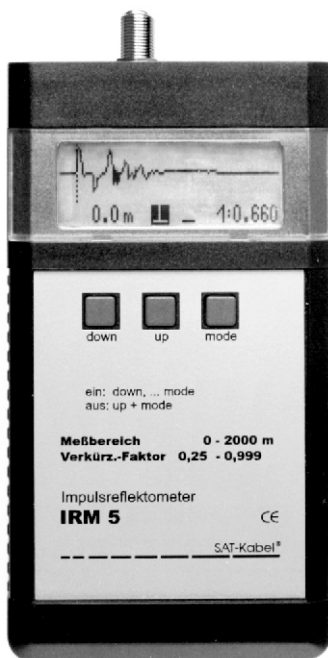 0.0 m 1:0.660
down up mode
ein: down, ... mode
aus: up + mode
Meßbereich 0 - 2000 m
Verkürz.-Faktor 0,25 - 0,999
Impulsreflektometer
IRM 5 CE
SAT-Kabel®